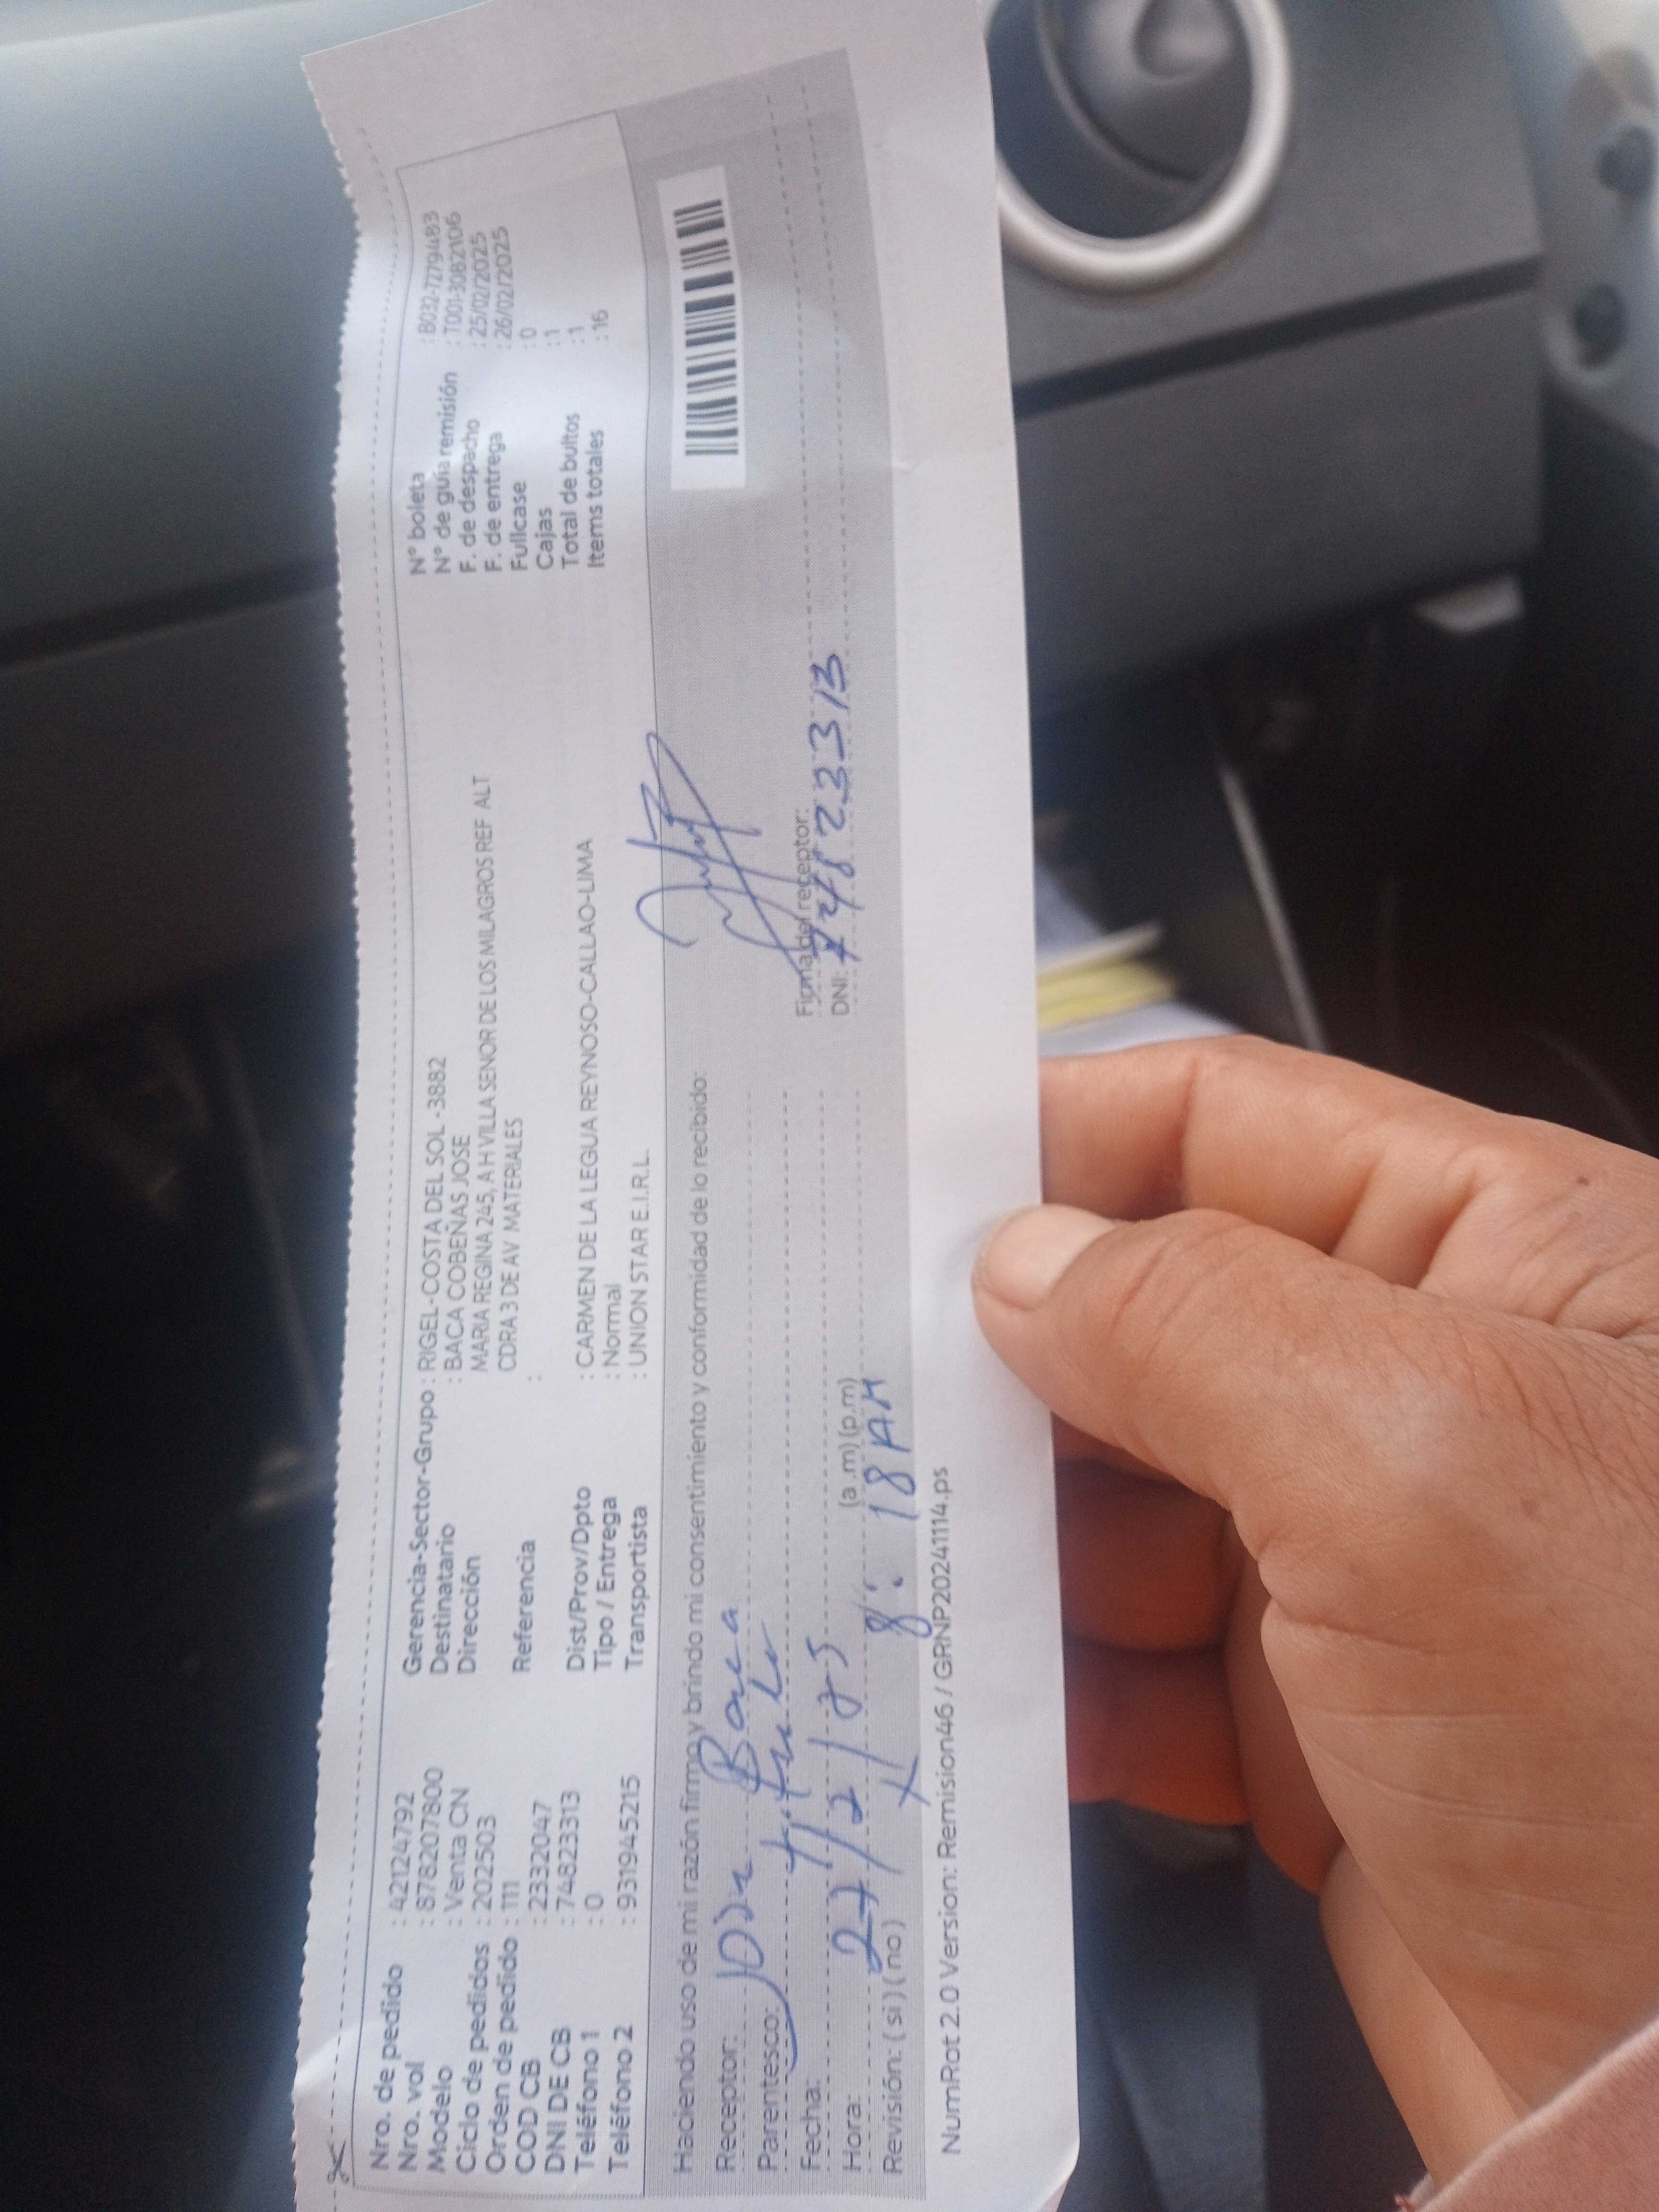 Nro. de pedido : 42124792
Nro. vol : 8782077800
Modelo : Venta CN
Ciclo de pedidos : 202503
Orden de pedido : 111
COD CB : 2332047
DNI DE CB : 74823313
Teléfono 1 : 0
Teléfono 2 : 931945215
Gerencia-Sector-Grupo : RIGEL-COSTA DEL SOL -3882
Destinatario : BACA COBEÑAS JOSE
Dirección MARIA REGINA 245, A H VILLA SENOR DE LOS MILAGROS REF ALT
CDRA 3 DE AV MATERIALES
Referencia :
Dist/Prov/Dpto : CARMEN DE LA LEGUA REYNOSO-CALLAO-LIMA
Tipo / Entrega : Normal
Transportista : UNION STAR E.I.R.L.
N° boleta : B032-7279483
N° de guia remisión : T001-3082106
F. de despacho : 25/02/2025
F. de entrega : 26/02/2025
Fullcase : 0
Cajas : 1
Total de bultos : 1
Items totales : 16
Haciendo uso de mi razón firmo y brindo mi consentimiento y conformidad de lo recibido:
Receptor: Baca
Parentesco:
Fecha: 27/2/25
Hora: (a.m) (p.m)
8:18 AM
Revisión: ( si ) ( no )
Firma del receptor:
DNI: 74823313
NumRot 2.0 Version: Remision46 / GRNP20241114.ps